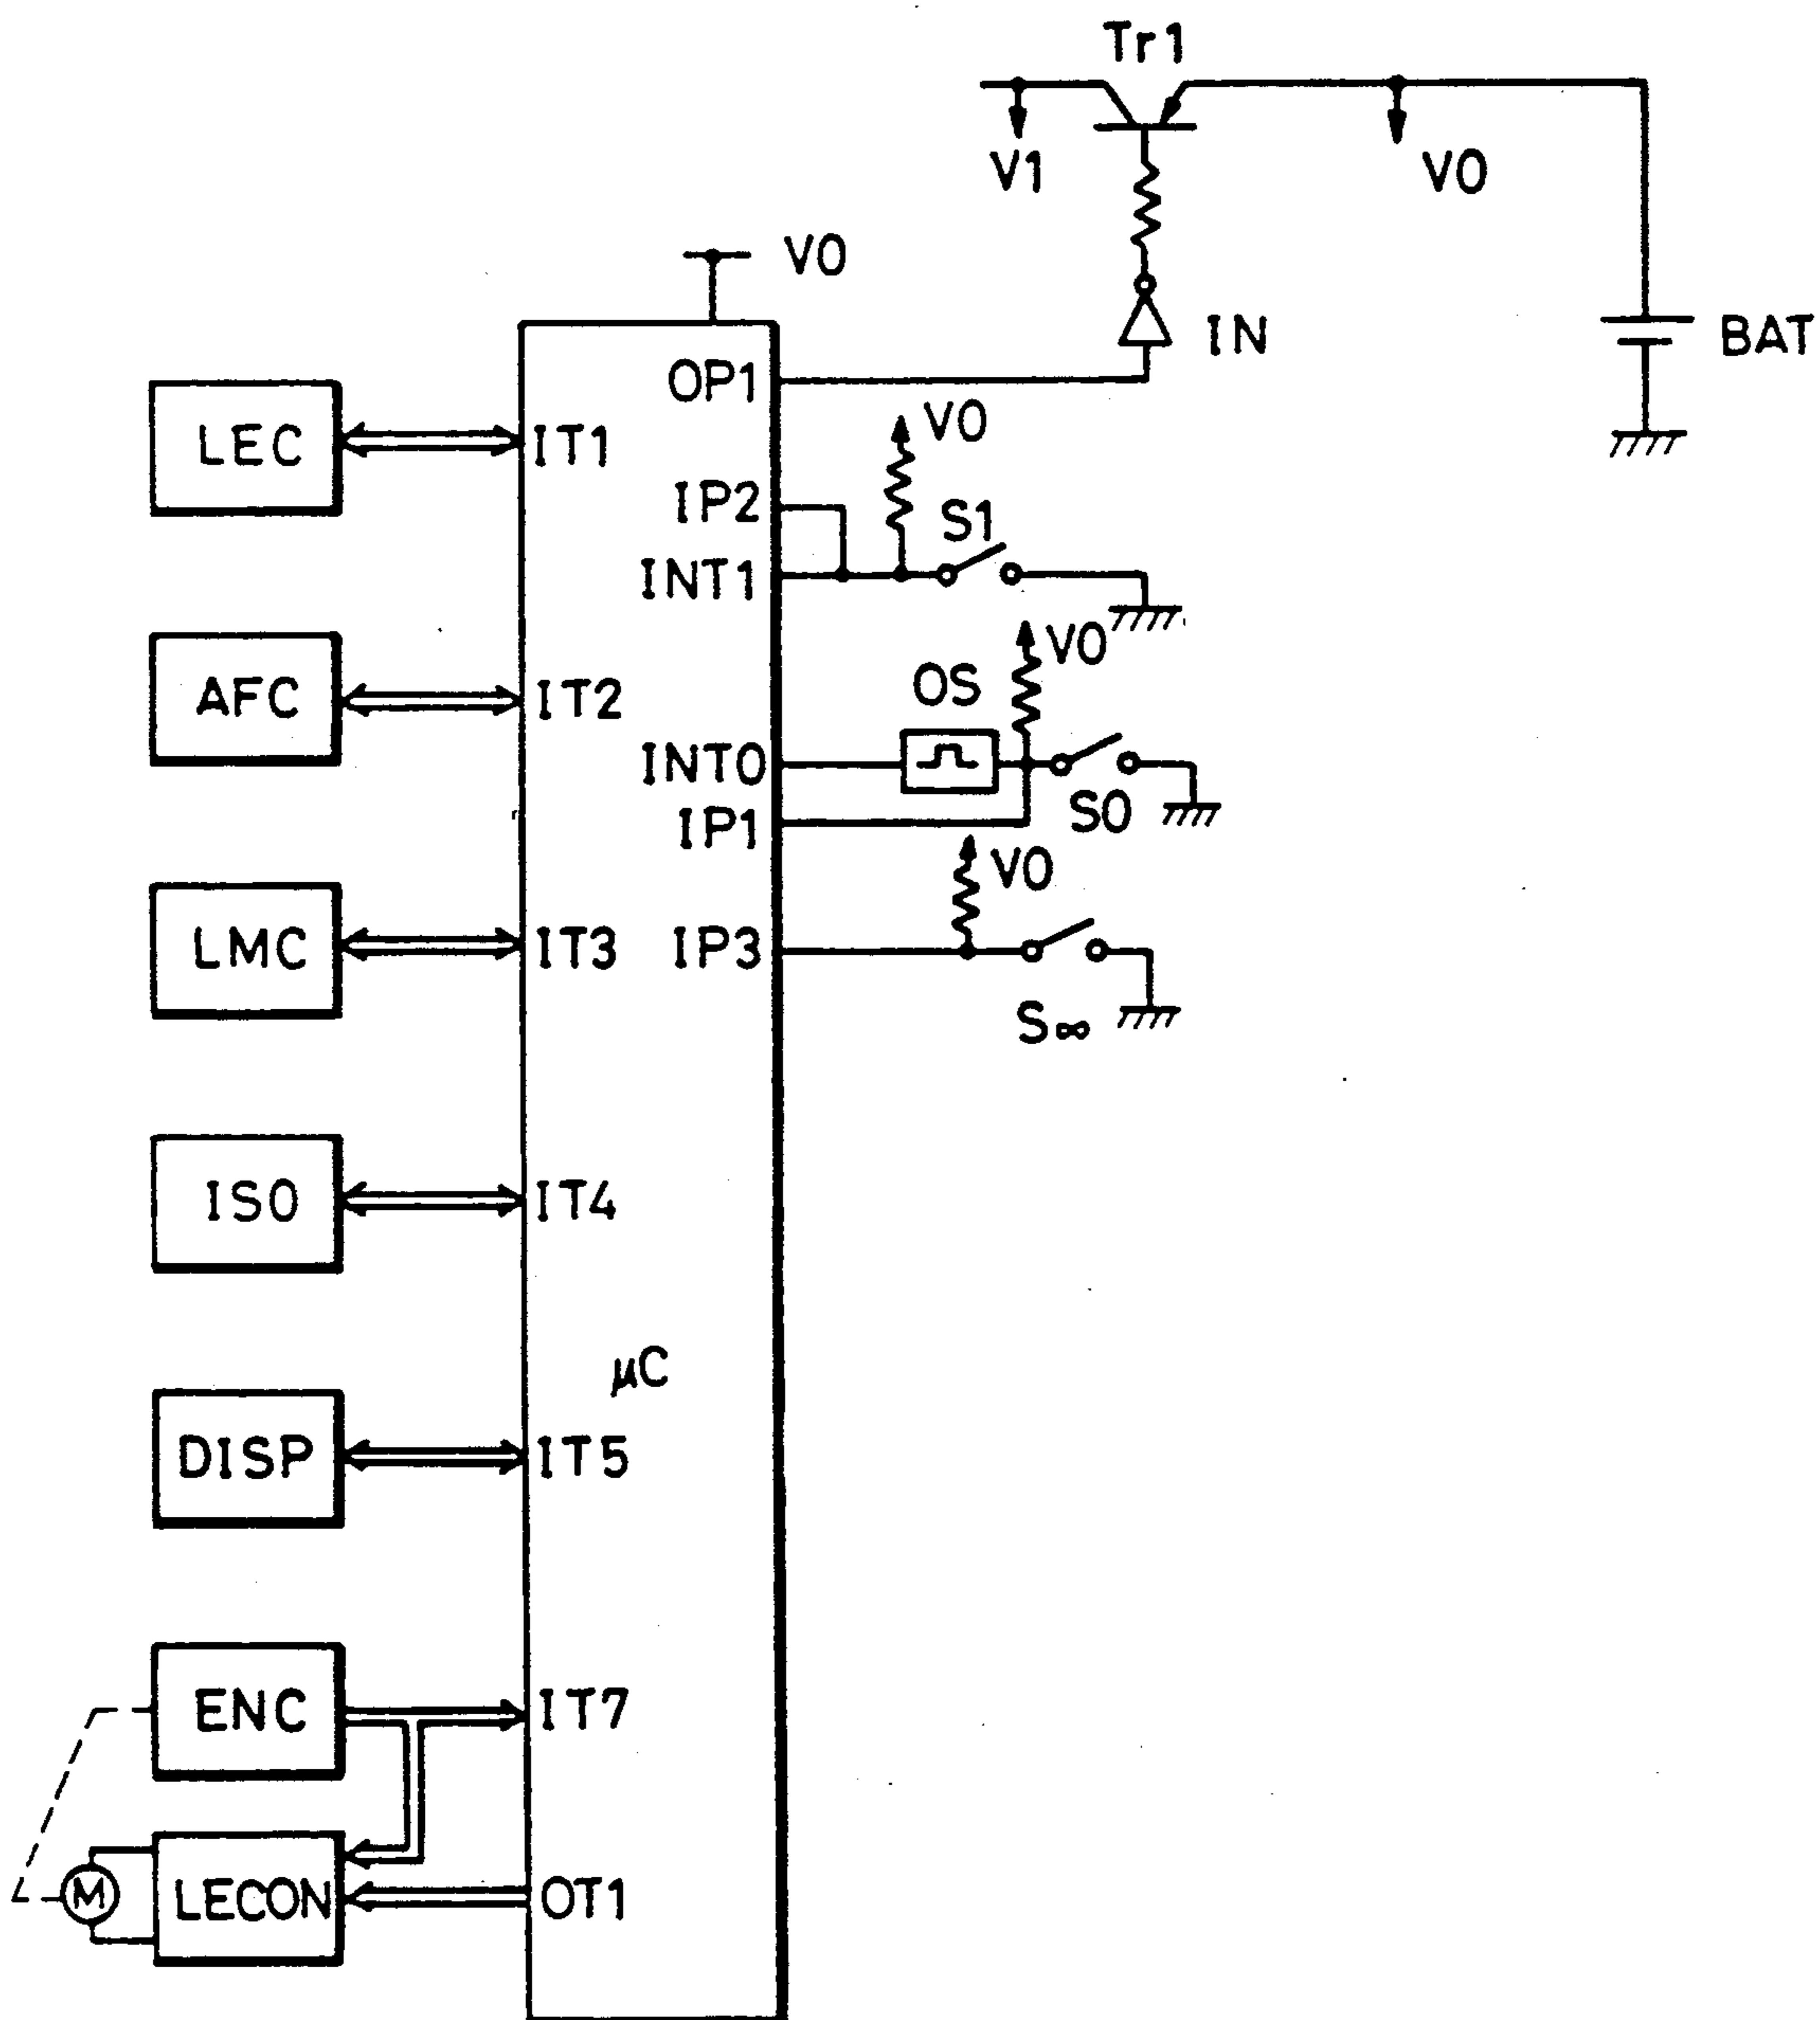 Tr1
V1
V0
V0
IN
BAT
OP1
LEC
IT1
V0
IP2
S1
INT1
AFC
IT2
V0
OS
INT0
S0
IP1
V0
LMC
IT3
IP3
S∞
ISO
IT4
μC
DISP
IT5
ENC
IT7
M
LECON
OT1